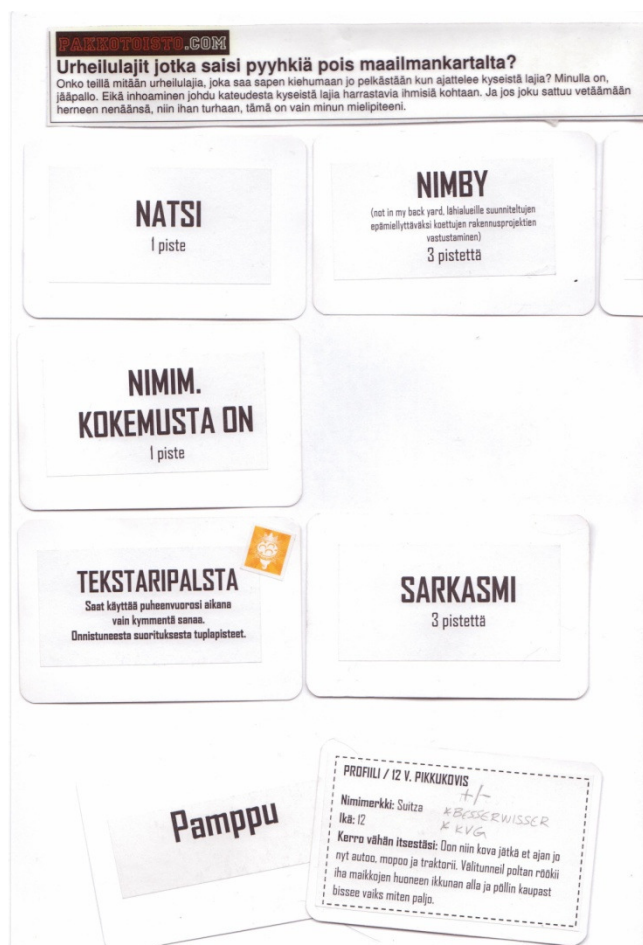 PAKKOTOISTO.COM
Urheilulajit jotka saisi pyyhkiä pois maailmankartalta?
Onko teillä mitään urheilulajia, joka saa sapen kiehumaan jo pelkästään kun ajattelee kyseistä lajia? Minulla on,
jääpallo. Eikä inhoaminen johdu kateudesta kyseistä lajia harrastavia ihmisiä kohtaan. Ja jos joku sattuu vetäämään
herneen nenäänsä, niin ihan turhaan, tämä on vain minun mielipiteeni.
NATSI
1 piste
NIMBY
(not in my back yard, lähialueille suunniteltujen
epämiellyttäväksi koettujen rakennusprojektien
vastustaminen)
3 pistettä
NIMIM.
KOKEMUSTA ON
1 piste
TEKSTARIPALSTA
Saat käyttää puheenvuorosi aikana
vain kymmentä sanaa.
Onnistuneesta suorituksesta tuplapisteet.
SARKASMI
3 pistettä
Pamppu
PROFIILI / 12 V. PIKKUKOVIS
+/-
Nimimerkki: Suitza
*BESSERWISSER
Ikä: 12
* KVG
Kerro vähän itsestäsi: Oon niin kova jätkä et ajan jo
nyt autoo, mopoo ja traktorii. Välitunneil poltan röökii
iha maikkojen huoneen ikkunan alla ja pöllin kaupast
bissee vaiks miten paljo.